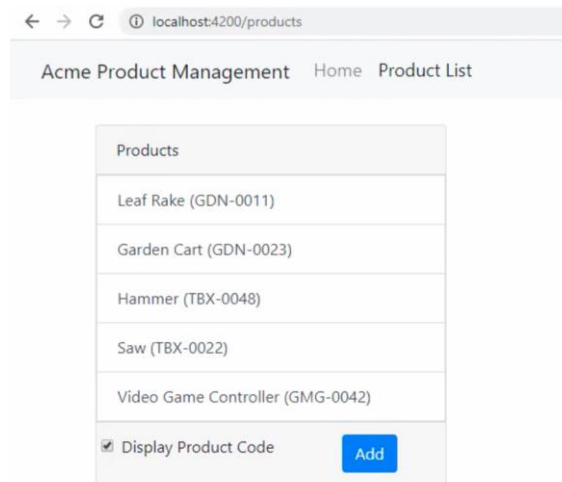 localhost:4200/products
Acme Product Management Home Product List
Products
Leaf Rake (GDN-0011)
Garden Cart (GDN-0023)
Hammer (TBX-0048)
Saw (TBX-0022)
Video Game Controller (GMG-0042)
Display Product Code Add